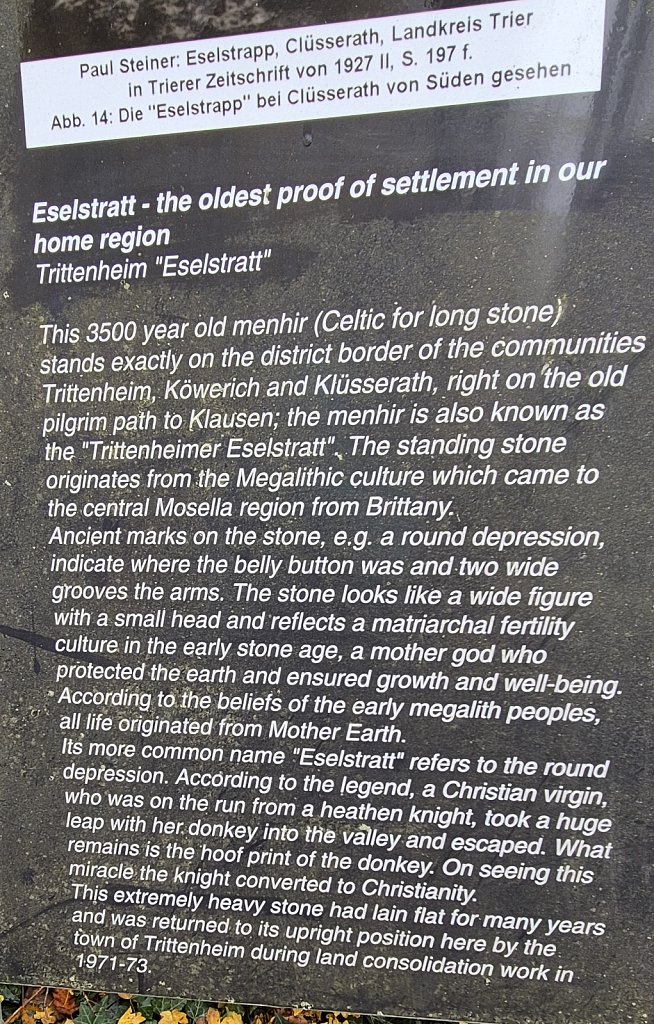 Paul Steiner: Eselstrapp, Clüsserath, Landkreis Trier
in Trierer Zeitschrift von 1927 II, S. 197 f.
Abb. 14: Die "Eselstrapp" bei Clüsserath von Süden gesehen
Eselstratt - the oldest proof of settlement in our
home region
Trittenheim "Eselstratt"
This 3500 year old menhir (Celtic for long stone)
stands exactly on the district border of the communities
Trittenheim, Köwerich and Klüsserath, right on the old
pilgrim path to Klausen; the menhir is also known as
the "Trittenheimer Eselstratt". The standing stone
originates from the Megalithic culture which came to
the central Mosella region from Brittany.
Ancient marks on the stone, e.g. a round depression,
indicate where the belly button was and two wide
grooves the arms. The stone looks like a wide figure
with a small head and reflects a matriarchal fertility
culture in the early stone age, a mother god who
protected the earth and ensured growth and well-being.
According to the beliefs of the early megalith peoples,
all life originated from Mother Earth.
Its more common name "Eselstratt" refers to the round
depression. According to the legend, a Christian virgin,
who was on the run from a heathen knight, took a huge
leap with her donkey into the valley and escaped. What
remains is the hoof print of the donkey. On seeing this
miracle the knight converted to Christianity.
This extremely heavy stone had lain flat for many years
and was returned to its upright position here by the
town of Trittenheim during land consolidation work in
1971-73.